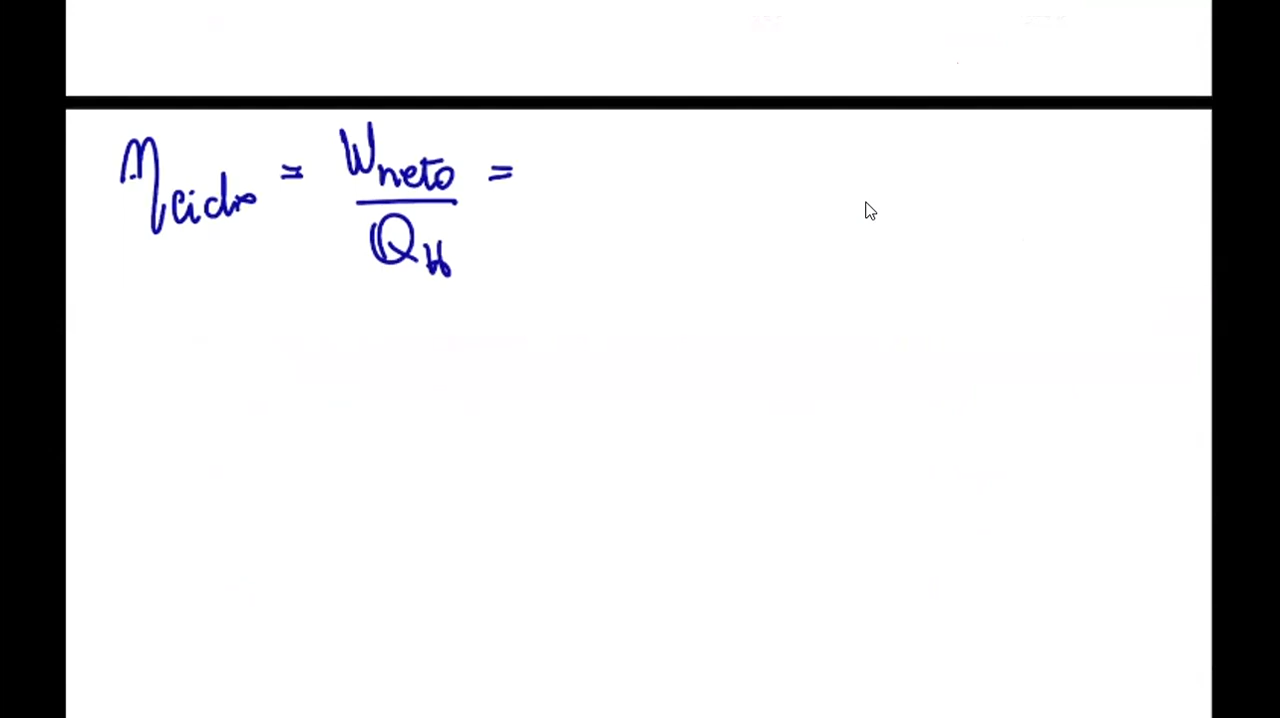 η_ciclo = W_neto / Q_H =